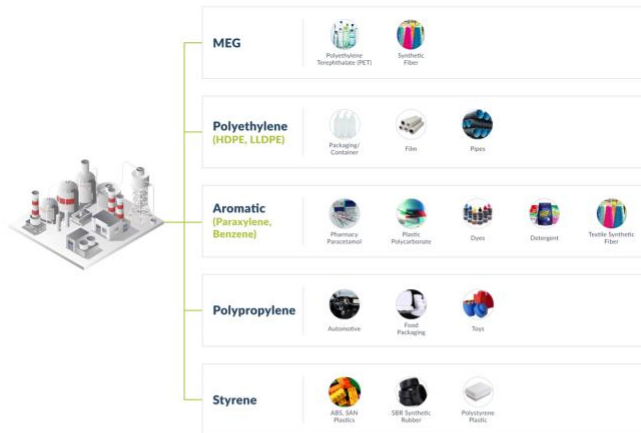 MEG
Polyethylene
Terephthalate (PET)
Synthetic
Fiber
Polyethylene
(HDPE, LLDPE)
Packaging/
Container
Film
Pipes
Aromatic
(Paraxylene,
Benzene)
Pharmacy
Paracetamol
Plastic
Polycarbonate
Dyes
Detergent
Textile Synthetic
Fiber
Polypropylene
Automotive
Food
Packaging
Toys
Styrene
ABS, SAN
Plastics
SBR Synthetic
Rubber
Polystyrene
Plastic